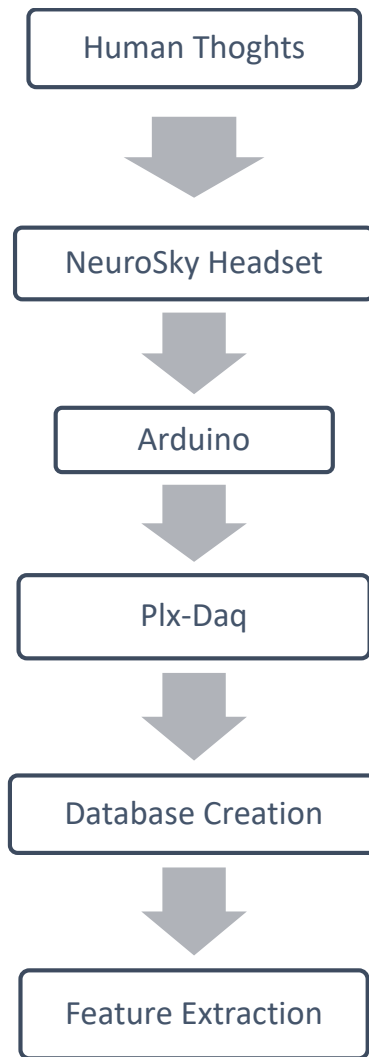 Human Thoghts
NeuroSky Headset
Arduino
Plx-Daq
Database Creation
Feature Extraction